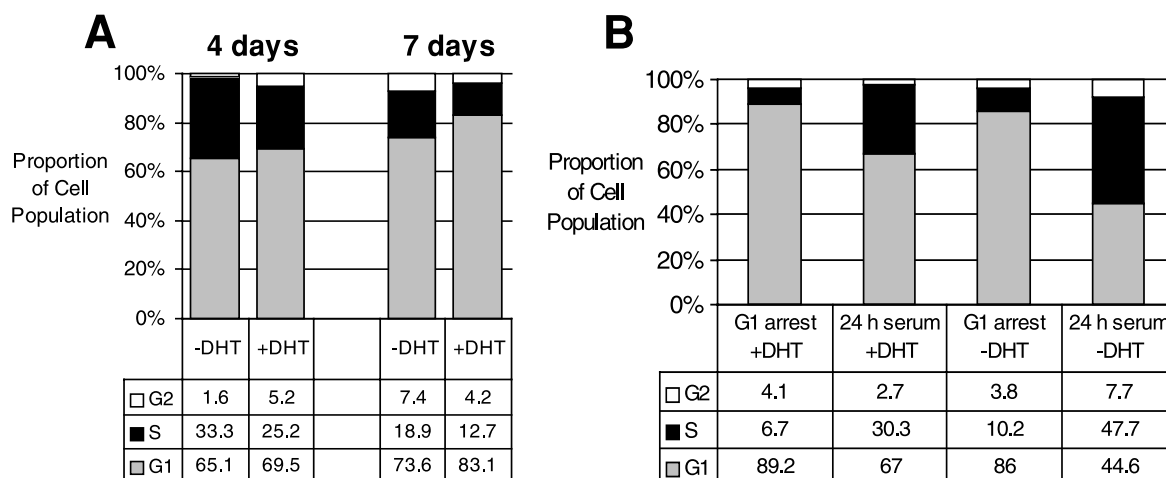 A
4 days 7 days
100%
80%
60%
40%
20%
0%
Proportion
of Cell
Population
-DHT +DHT -DHT +DHT
G2 1.6 5.2 7.4 4.2
S 33.3 25.2 18.9 12.7
G1 65.1 69.5 73.6 83.1
B
100%
80%
60%
40%
20%
0%
Proportion
of Cell
Population
G1 arrest 24 h serum G1 arrest 24 h serum
+DHT +DHT -DHT -DHT
G2 4.1 2.7 3.8 7.7
S 6.7 30.3 10.2 47.7
G1 89.2 67 86 44.6